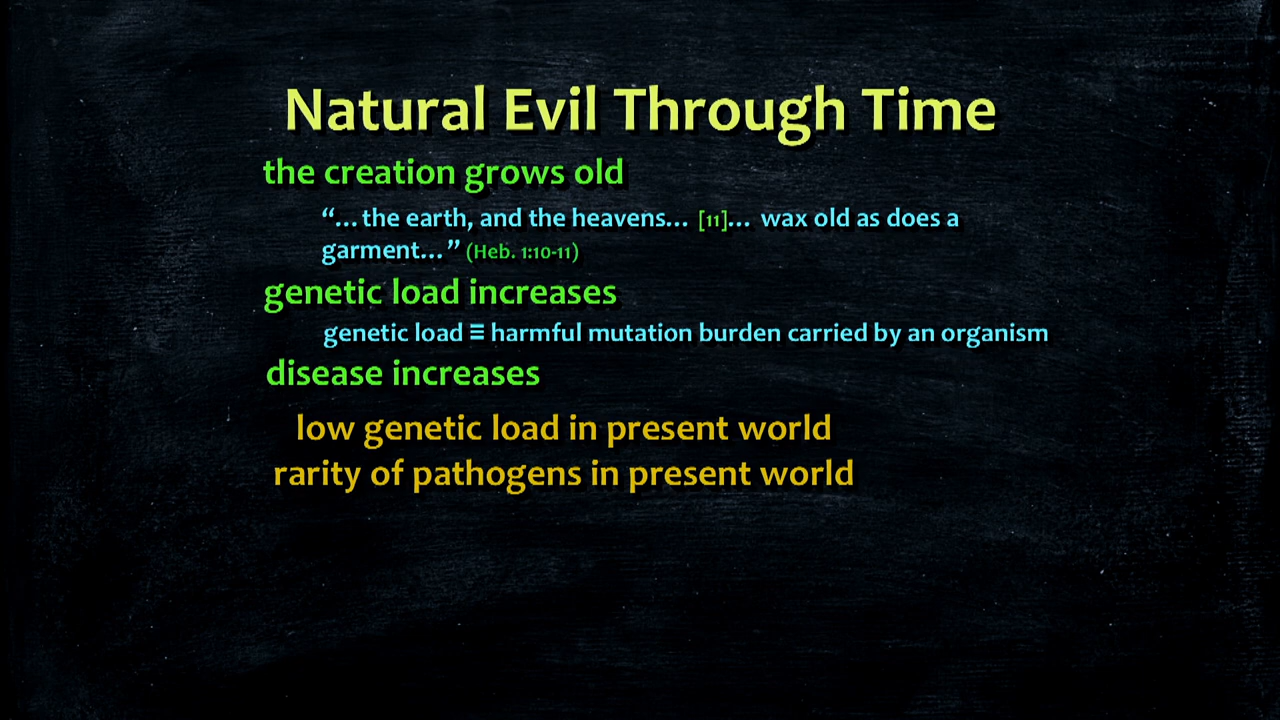 Natural Evil Through Time
the creation grows old
“… the earth, and the heavens… [11]… wax old as does a
garment…” (Heb. 1:10-11)
genetic load increases
genetic load ≡ harmful mutation burden carried by an organism
disease increases
low genetic load in present world
rarity of pathogens in present world